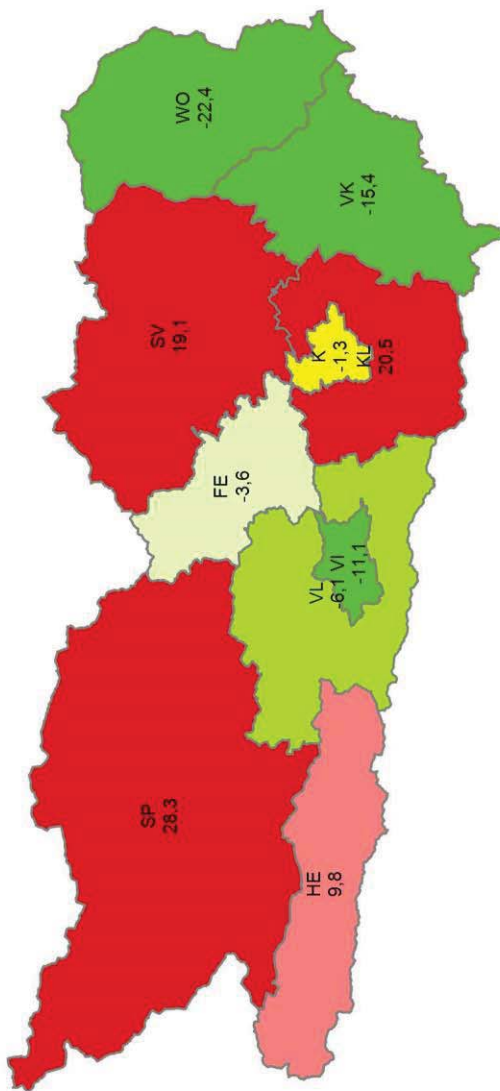 WO
-22,4
VK
-15,4
SV
19,1
K
-1,3
KL
20,5
FE
-3,6
VL
-6,1
VI
-11,1
SP
28,3
HE
9,8